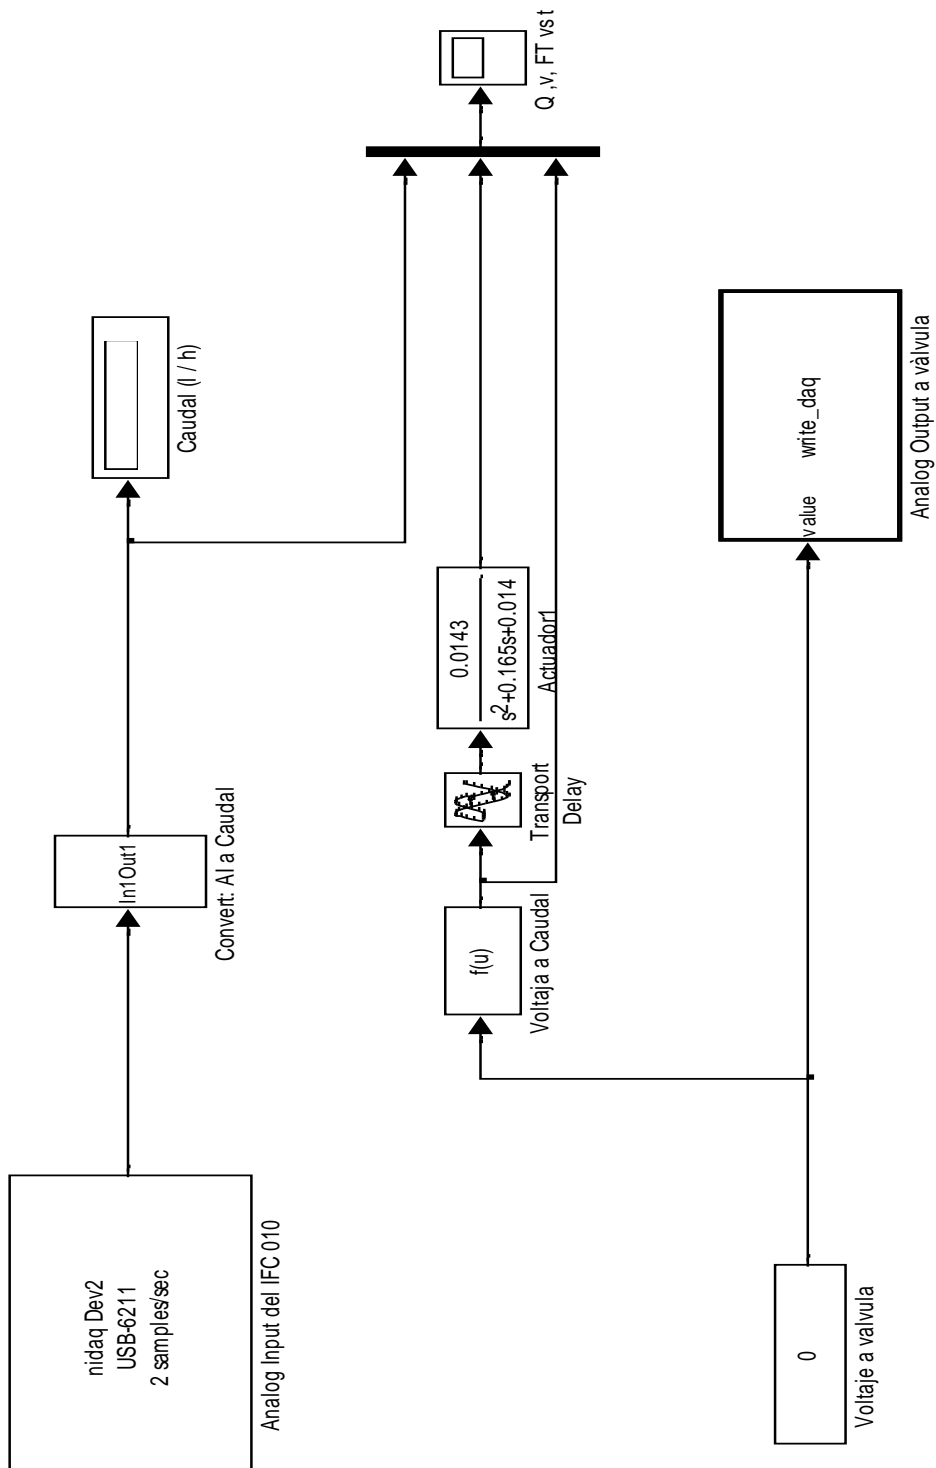 nidaq Dev2
USB-6211
2 samples/sec
Analog Input del IFC 010
In1Out1
Convert: AI a Caudal
Caudal (l / h)
f(u)
Voltaja a Caudal
Transport
Delay
0.0143
s²+0.165s+0.014
Actuador1
Q ,v, FT vs t
0
Voltaje a valvula
value
write_daq
Analog Output a vàlvula